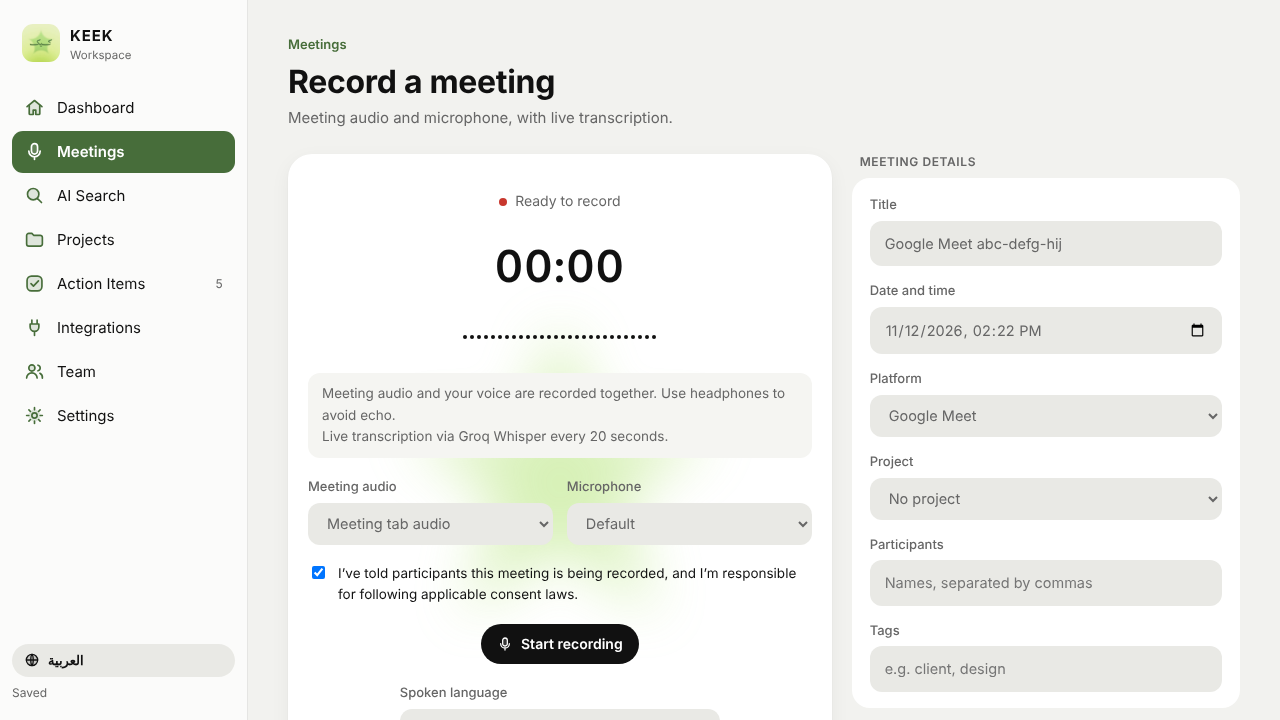 KEEK
Workspace
Dashboard
Meetings
AI Search
Projects
Action Items 5
Integrations
Team
Settings
العربية
Saved
Meetings
Record a meeting
Meeting audio and microphone, with live transcription.
Ready to record
00:00
Meeting audio and your voice are recorded together. Use headphones to
avoid echo.
Live transcription via Groq Whisper every 20 seconds.
Meeting audio
Microphone
Meeting tab audio
Default
I’ve told participants this meeting is being recorded, and I’m responsible
for following applicable consent laws.
Start recording
Spoken language
MEETING DETAILS
Title
Google Meet abc-defg-hij
Date and time
11/12/2026, 02:22 PM
Platform
Google Meet
Project
No project
Participants
Names, separated by commas
Tags
e.g. client, design